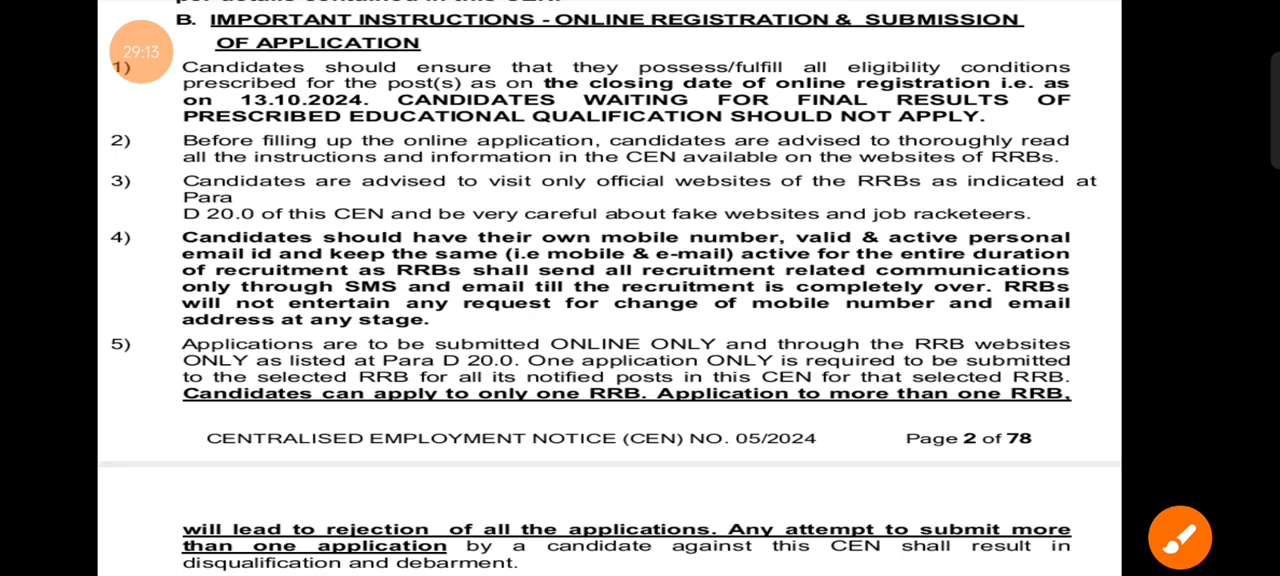 B. IMPORTANT INSTRUCTIONS - ONLINE REGISTRATION & SUBMISSION
OF APPLICATION
29:13
1) Candidates should ensure that they possess/fulfill all eligibility conditions
prescribed for the post(s) as on the closing date of online registration i.e. as
on 13.10.2024. CANDIDATES WAITING FOR FINAL RESULTS OF
PRESCRIBED EDUCATIONAL QUALIFICATION SHOULD NOT APPLY.
2) Before filling up the online application, candidates are advised to thoroughly read
all the instructions and information in the CEN available on the websites of RRBs.
3) Candidates are advised to visit only official websites of the RRBs as indicated at
Para
D 20.0 of this CEN and be very careful about fake websites and job racketeers.
4) Candidates should have their own mobile number, valid & active personal
email id and keep the same (i.e mobile & e-mail) active for the entire duration
of recruitment as RRBs shall send all recruitment related communications
only through SMS and email till the recruitment is completely over. RRBs
will not entertain any request for change of mobile number and email
address at any stage.
5) Applications are to be submitted ONLINE ONLY and through the RRB websites
ONLY as listed at Para D 20.0. One application ONLY is required to be submitted
to the selected RRB for all its notified posts in this CEN for that selected RRB.
Candidates can apply to only one RRB. Application to more than one RRB,
CENTRALISED EMPLOYMENT NOTICE (CEN) NO. 05/2024 Page 2 of 78
will lead to rejection of all the applications. Any attempt to submit more
than one application by a candidate against this CEN shall result in
disqualification and debarment.